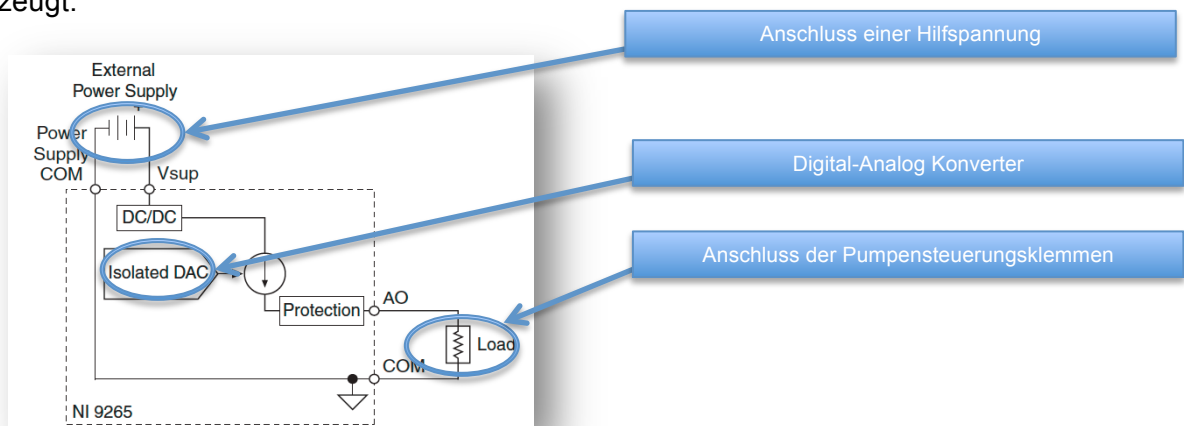 zeugt.
Anschluss einer Hilfspannung
External
Power Supply
Power
Supply
COM
Vsup
DC/DC
Digital-Analog Konverter
Isolated DAC
Anschluss der Pumpensteuerungsklemmen
Protection
AO
Load
COM
NI 9265